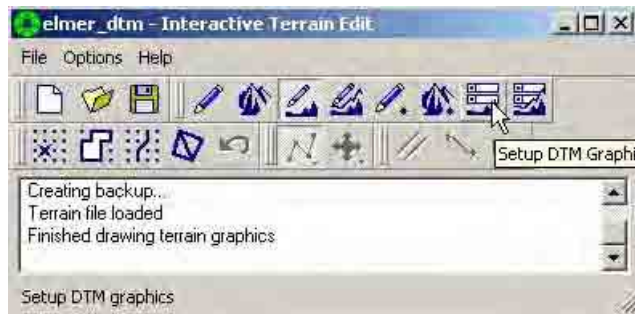 elmer_dtm - Interactive Terrain Edit
File Options Help
Setup DTM Graphi
Creating backup...
Terrain file loaded
Finished drawing terrain graphics
Setup DTM graphics